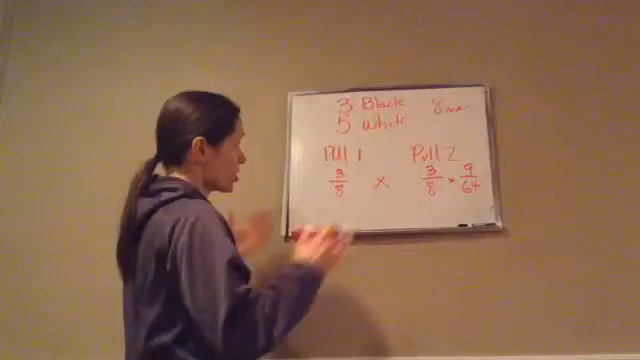 3 Black
5 White
Pull 1 Pull 2
3/8 × 3/8 = 9/64